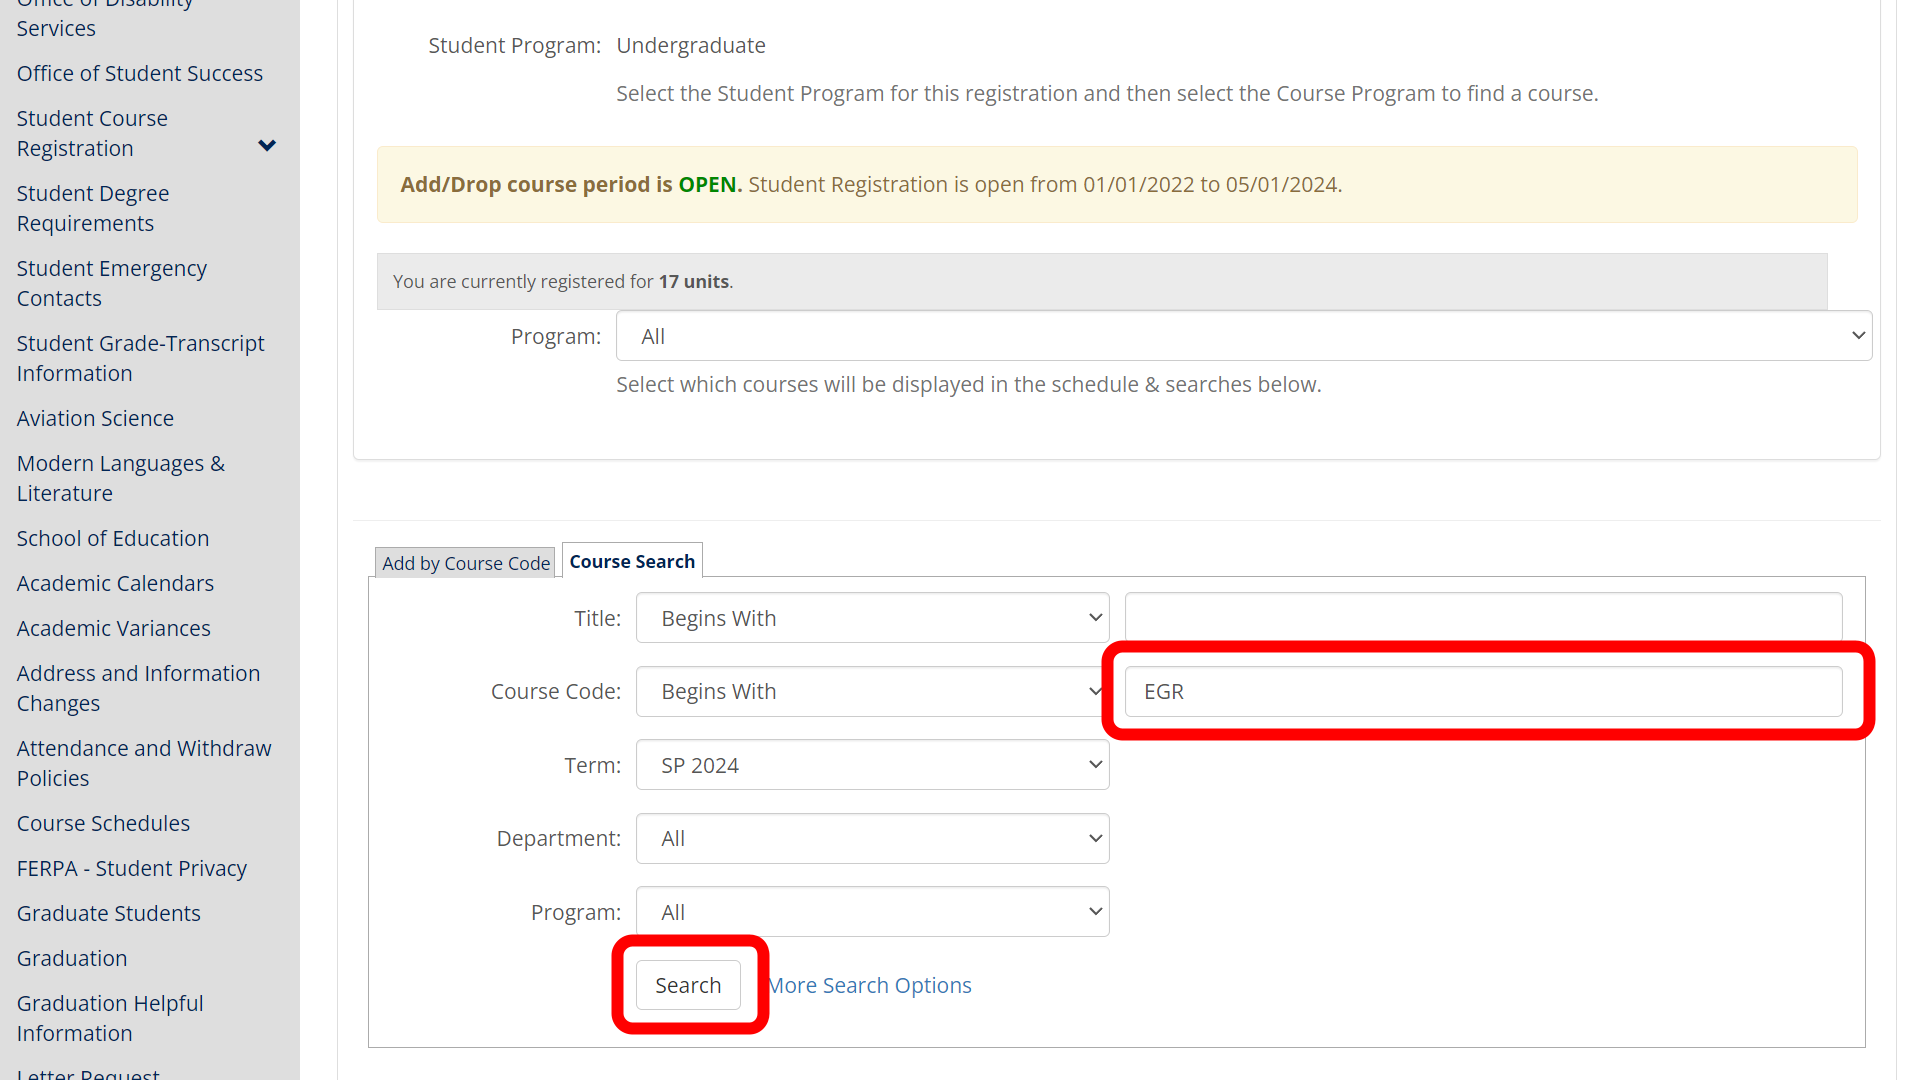 Office of Disability
Services
Office of Student Success
Student Course
Registration
Student Degree
Requirements
Student Emergency
Contacts
Student Grade-Transcript
Information
Aviation Science
Modern Languages &
Literature
School of Education
Academic Calendars
Academic Variances
Address and Information
Changes
Attendance and Withdraw
Policies
Course Schedules
FERPA - Student Privacy
Graduate Students
Graduation
Graduation Helpful
Information
Letter Request
Student Program: Undergraduate
Select the Student Program for this registration and then select the Course Program to find a course.
Add/Drop course period is OPEN. Student Registration is open from 01/01/2022 to 05/01/2024.
You are currently registered for 17 units.
Program: All
Select which courses will be displayed in the schedule & searches below.
Add by Course Code Course Search
Title: Begins With
Course Code: Begins With EGR
Term: SP 2024
Department: All
Program: All
Search More Search Options